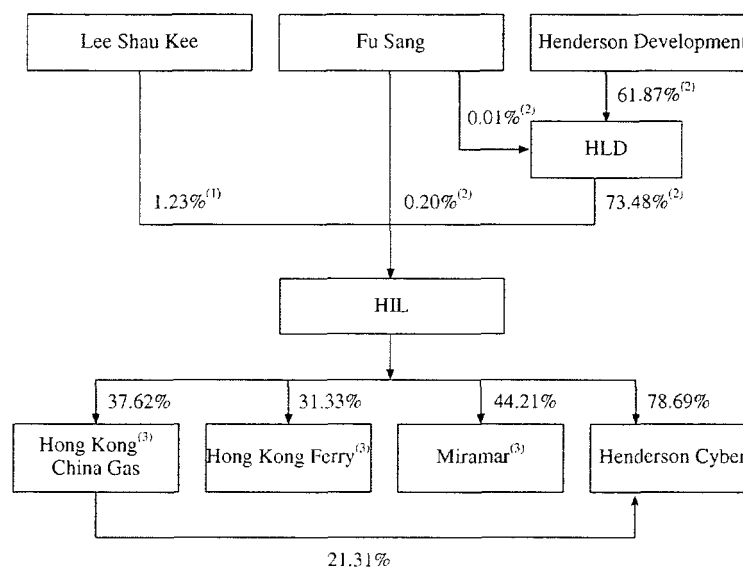 Lee Shau Kee
Fu Sang
Henderson Development
61.87%(2)
0.01%(2)
HLD
1.23%(1)
0.20%(2)
73.48%(2)
HIL
37.62%
31.33%
44.21%
78.69%
Hong Kong(3)
China Gas
Hong Kong Ferry(3)
Miramar(3)
Henderson Cyber
21.31%